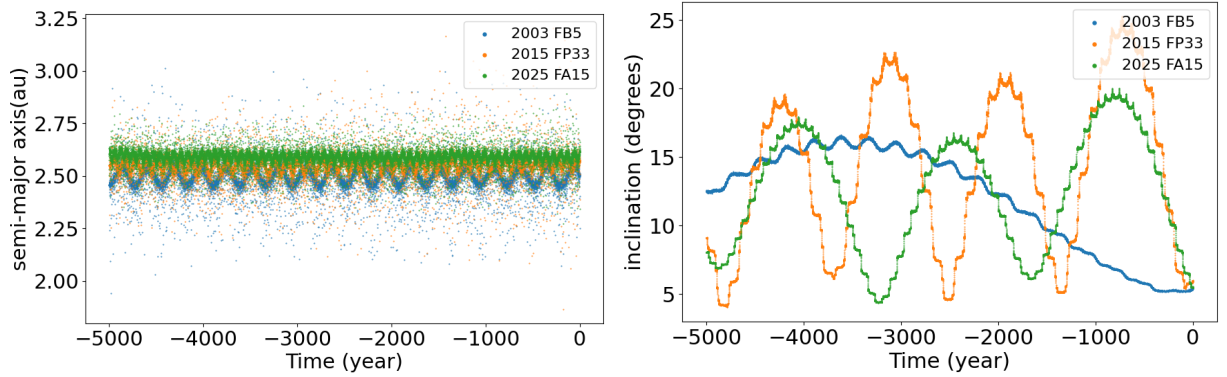 3.25
3.00
2.75
2.50
2.25
2.00
semi-major axis(au)
2003 FB5
2015 FP33
2025 FA15
−5000 −4000 −3000 −2000 −1000 0
Time (year)
25
20
15
10
5
inclination (degrees)
2003 FB5
2015 FP33
2025 FA15
−5000 −4000 −3000 −2000 −1000 0
Time (year)